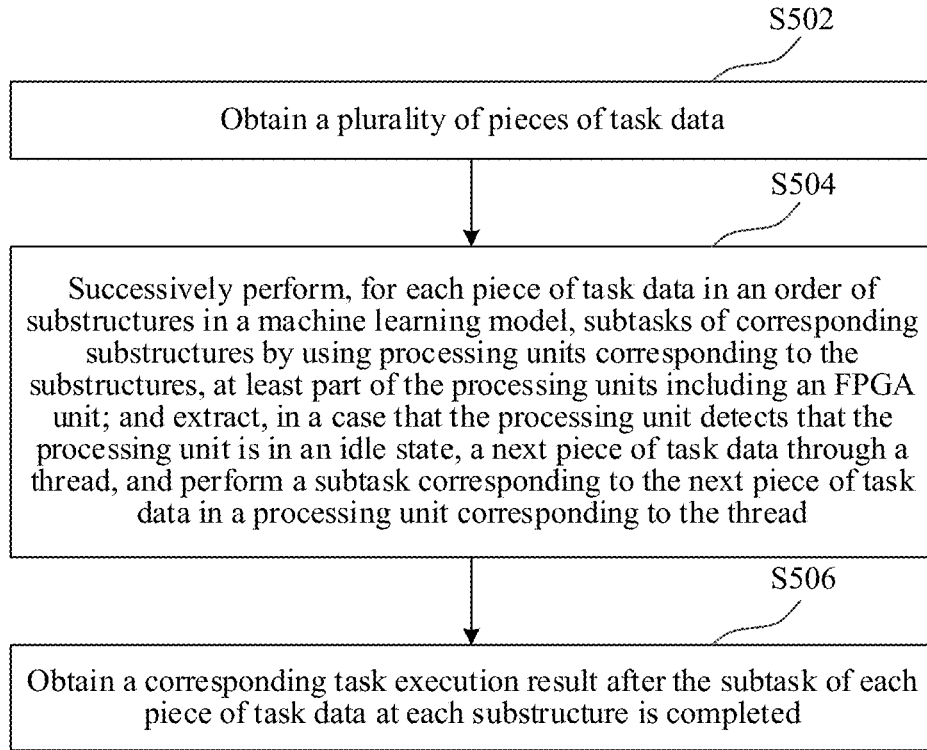 S502
Obtain a plurality of pieces of task data
S504
Successively perform, for each piece of task data in an order of
substructures in a machine learning model, subtasks of corresponding
substructures by using processing units corresponding to the
substructures, at least part of the processing units including an FPGA
unit; and extract, in a case that the processing unit detects that the
processing unit is in an idle state, a next piece of task data through a
thread, and perform a subtask corresponding to the next piece of task
data in a processing unit corresponding to the thread
S506
Obtain a corresponding task execution result after the subtask of each
piece of task data at each substructure is completed